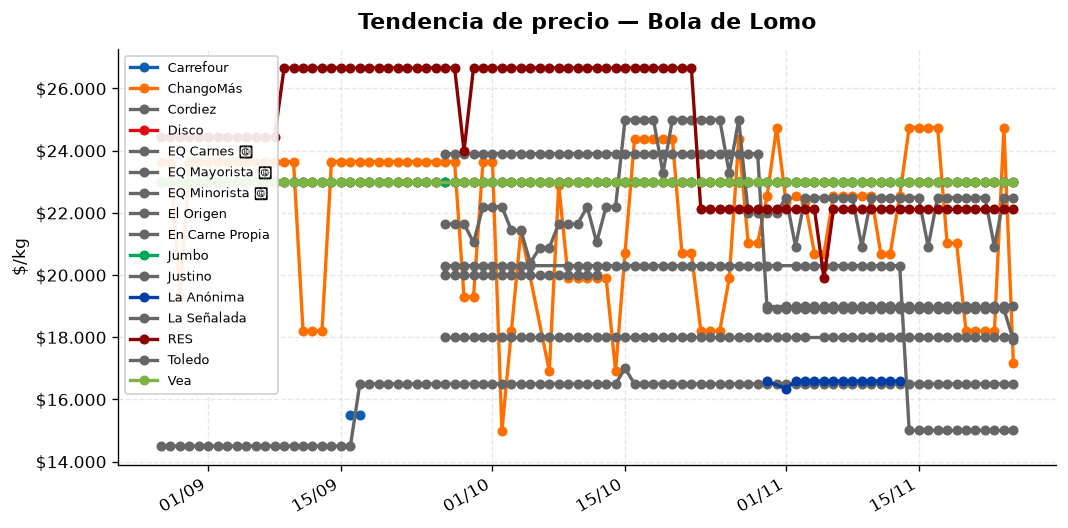 Tendencia de precio — Bola de Lomo
$/kg
$26.000
$24.000
$22.000
$20.000
$18.000
$16.000
$14.000
Carrefour
ChangoMás
Cordiez
Disco
EQ Carnes
EQ Mayorista
EQ Minorista
El Origen
En Carne Propia
Jumbo
Justino
La Anónima
La Señalada
RES
Toledo
Vea
01/09
15/09
01/10
15/10
01/11
15/11